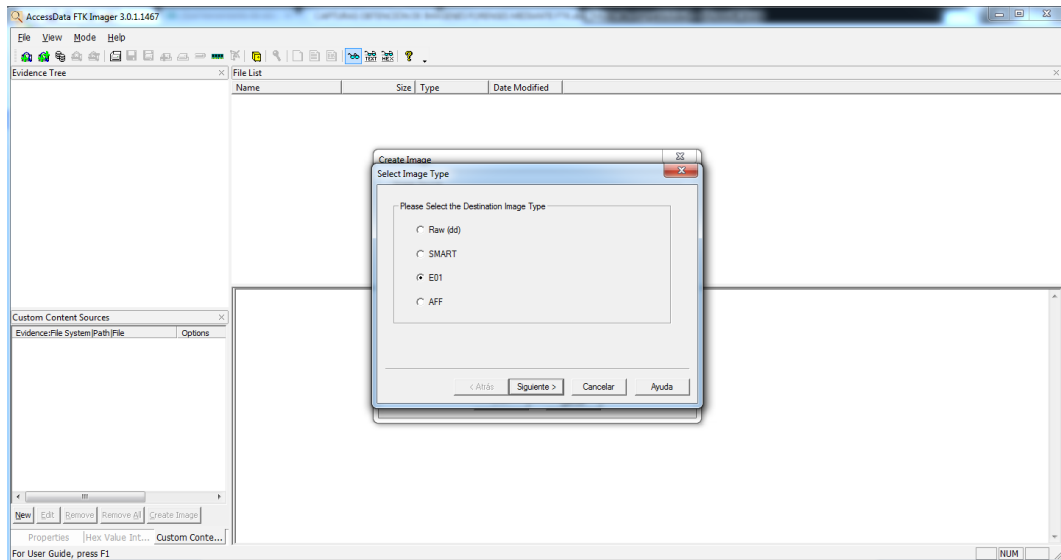 AccessData FTK Imager 3.0.1.1467
File View Mode Help
Evidence Tree
File List
Name Size Type Date Modified
Create Image
Select Image Type
Please Select the Destination Image Type
Raw (dd)
SMART
E01
AFF
< Atrás Siguiente > Cancelar Ayuda
Custom Content Sources
Evidence:File System|Path|File Options
New Edit Remove Remove All Create Image
Properties Hex Value Int... Custom Conte...
For User Guide, press F1
NUM